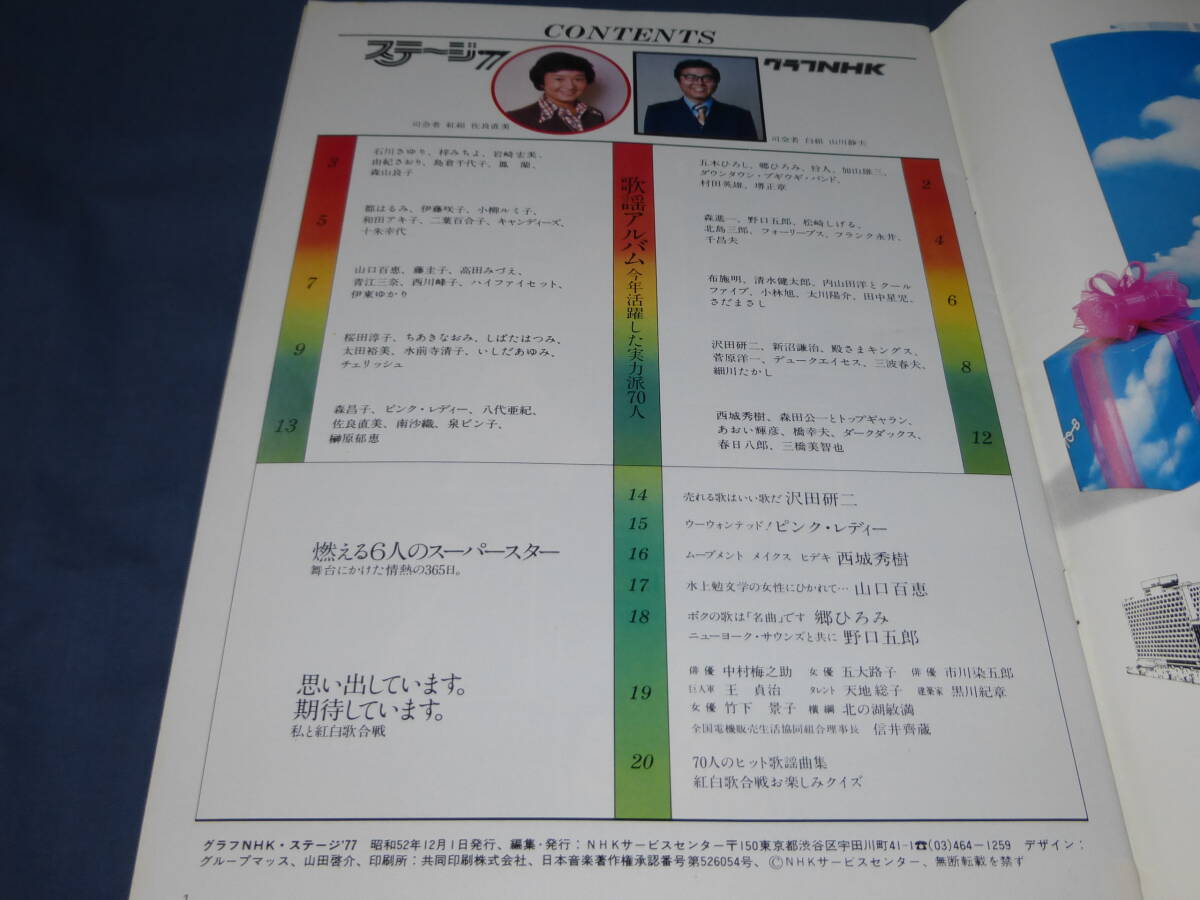 CONTENTS
ステージ'77
グラフNHK
司会者 紅組 佐良直美
司会者 白組 山川静夫
歌謡アルバム 今年活躍した実力派70人
3
石川さゆり、梓みちよ、岩崎宏美、
由紀さおり、島倉千代子、鳳 蘭、
森山良子
5
都はるみ、伊藤咲子、小柳ルミ子、
和田アキ子、二葉百合子、キャンディーズ、
十朱幸代
7
山口百恵、藤圭子、高田みづえ、
青江三奈、西川峰子、ハイファイセット、
伊東ゆかり
9
桜田淳子、ちあきなおみ、しばたはつみ、
太田裕美、水前寺清子、いしだあゆみ、
チェリッシュ
13
森昌子、ピンク・レディー、八代亜紀、
佐良直美、南沙織、泉ピン子、
榊原郁恵
五木ひろし、郷ひろみ、狩人、加山雄三、
ダウンタウン・ブギウギ・バンド、
村田英雄、堺正章
2
森進一、野口五郎、松崎しげる、
北島三郎、フォーリーブス、フランク永井、
千昌夫
4
布施明、清水健太郎、内山田洋とクール
ファイブ、小林旭、太川陽介、田中星児、
さだまさし
6
沢田研二、新沼謙治、殿さまキングス、
菅原洋一、デュークエイセス、三波春夫、
細川たかし
8
西城秀樹、森田公一とトップギャラン、
あおい輝彦、橋幸夫、ダークダックス、
春日八郎、三橋美智也
12
燃える6人のスーパースター
舞台にかけた情熱の365日。
14 売れる歌はいい歌だ 沢田研二
15 ウーウォンテッド!ピンク・レディー
16 ムーブメント メイクス ヒデキ 西城秀樹
17 水上勉文学の女性にひかれて… 山口百恵
18 ボクの歌は「名曲」です 郷ひろみ
ニューヨーク・サウンズと共に 野口五郎
思い出しています。
期待しています。
私と紅白歌合戦
19
俳優 中村梅之助 女優 五大路子 俳優 市川染五郎
巨人軍 王 貞治 タレント 天地総子 建築家 黒川紀章
女優 竹下 景子 横綱 北の湖敏満
全国電機販売生活協同組合理事長 信井齊蔵
20 70人のヒット歌謡曲集
紅白歌合戦お楽しみクイズ
グラフNHK・ステージ'77 昭和52年12月1日発行、編集・発行:NHKサービスセンター〒150東京都渋谷区宇田川町41-1☎(03)464-1259 デザイン:
グループマッス、山田啓介、印刷所:共同印刷株式会社、日本音楽著作権承認番号第526054号、©NHKサービスセンター、無断転載を禁ず